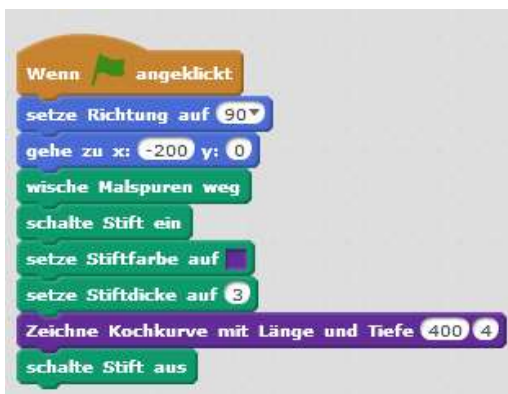 Wenn angeklickt
setze Richtung auf 90
gehe zu x: -200 y: 0
wische Malspuren weg
schalte Stift ein
setze Stiftfarbe auf
setze Stiftdicke auf 3
Zeichne Kochkurve mit Länge und Tiefe 400 4
schalte Stift aus